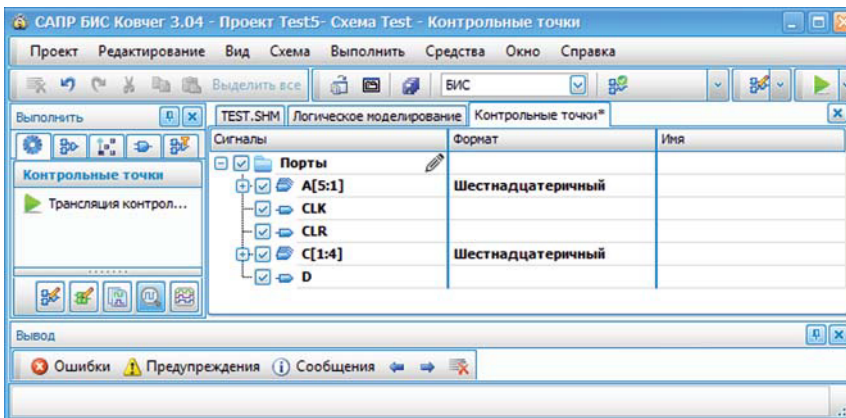 САПР БИС Ковчег 3.04 - Проект Test5- Схема Test - Контрольные точки
Проект Редактирование Вид Схема Выполнить Средства Окно Справка
Выделить все БИС
Выполнить
TEST.SHM Логическое моделирование Контрольные точки*
Сигналы Формат Имя
Порты
Контрольные точки
A[5:1] Шестнадцатеричный
Трансляция контрол...
CLK
CLR
C[1:4] Шестнадцатеричный
D
Вывод
Ошибки Предупреждения Сообщения